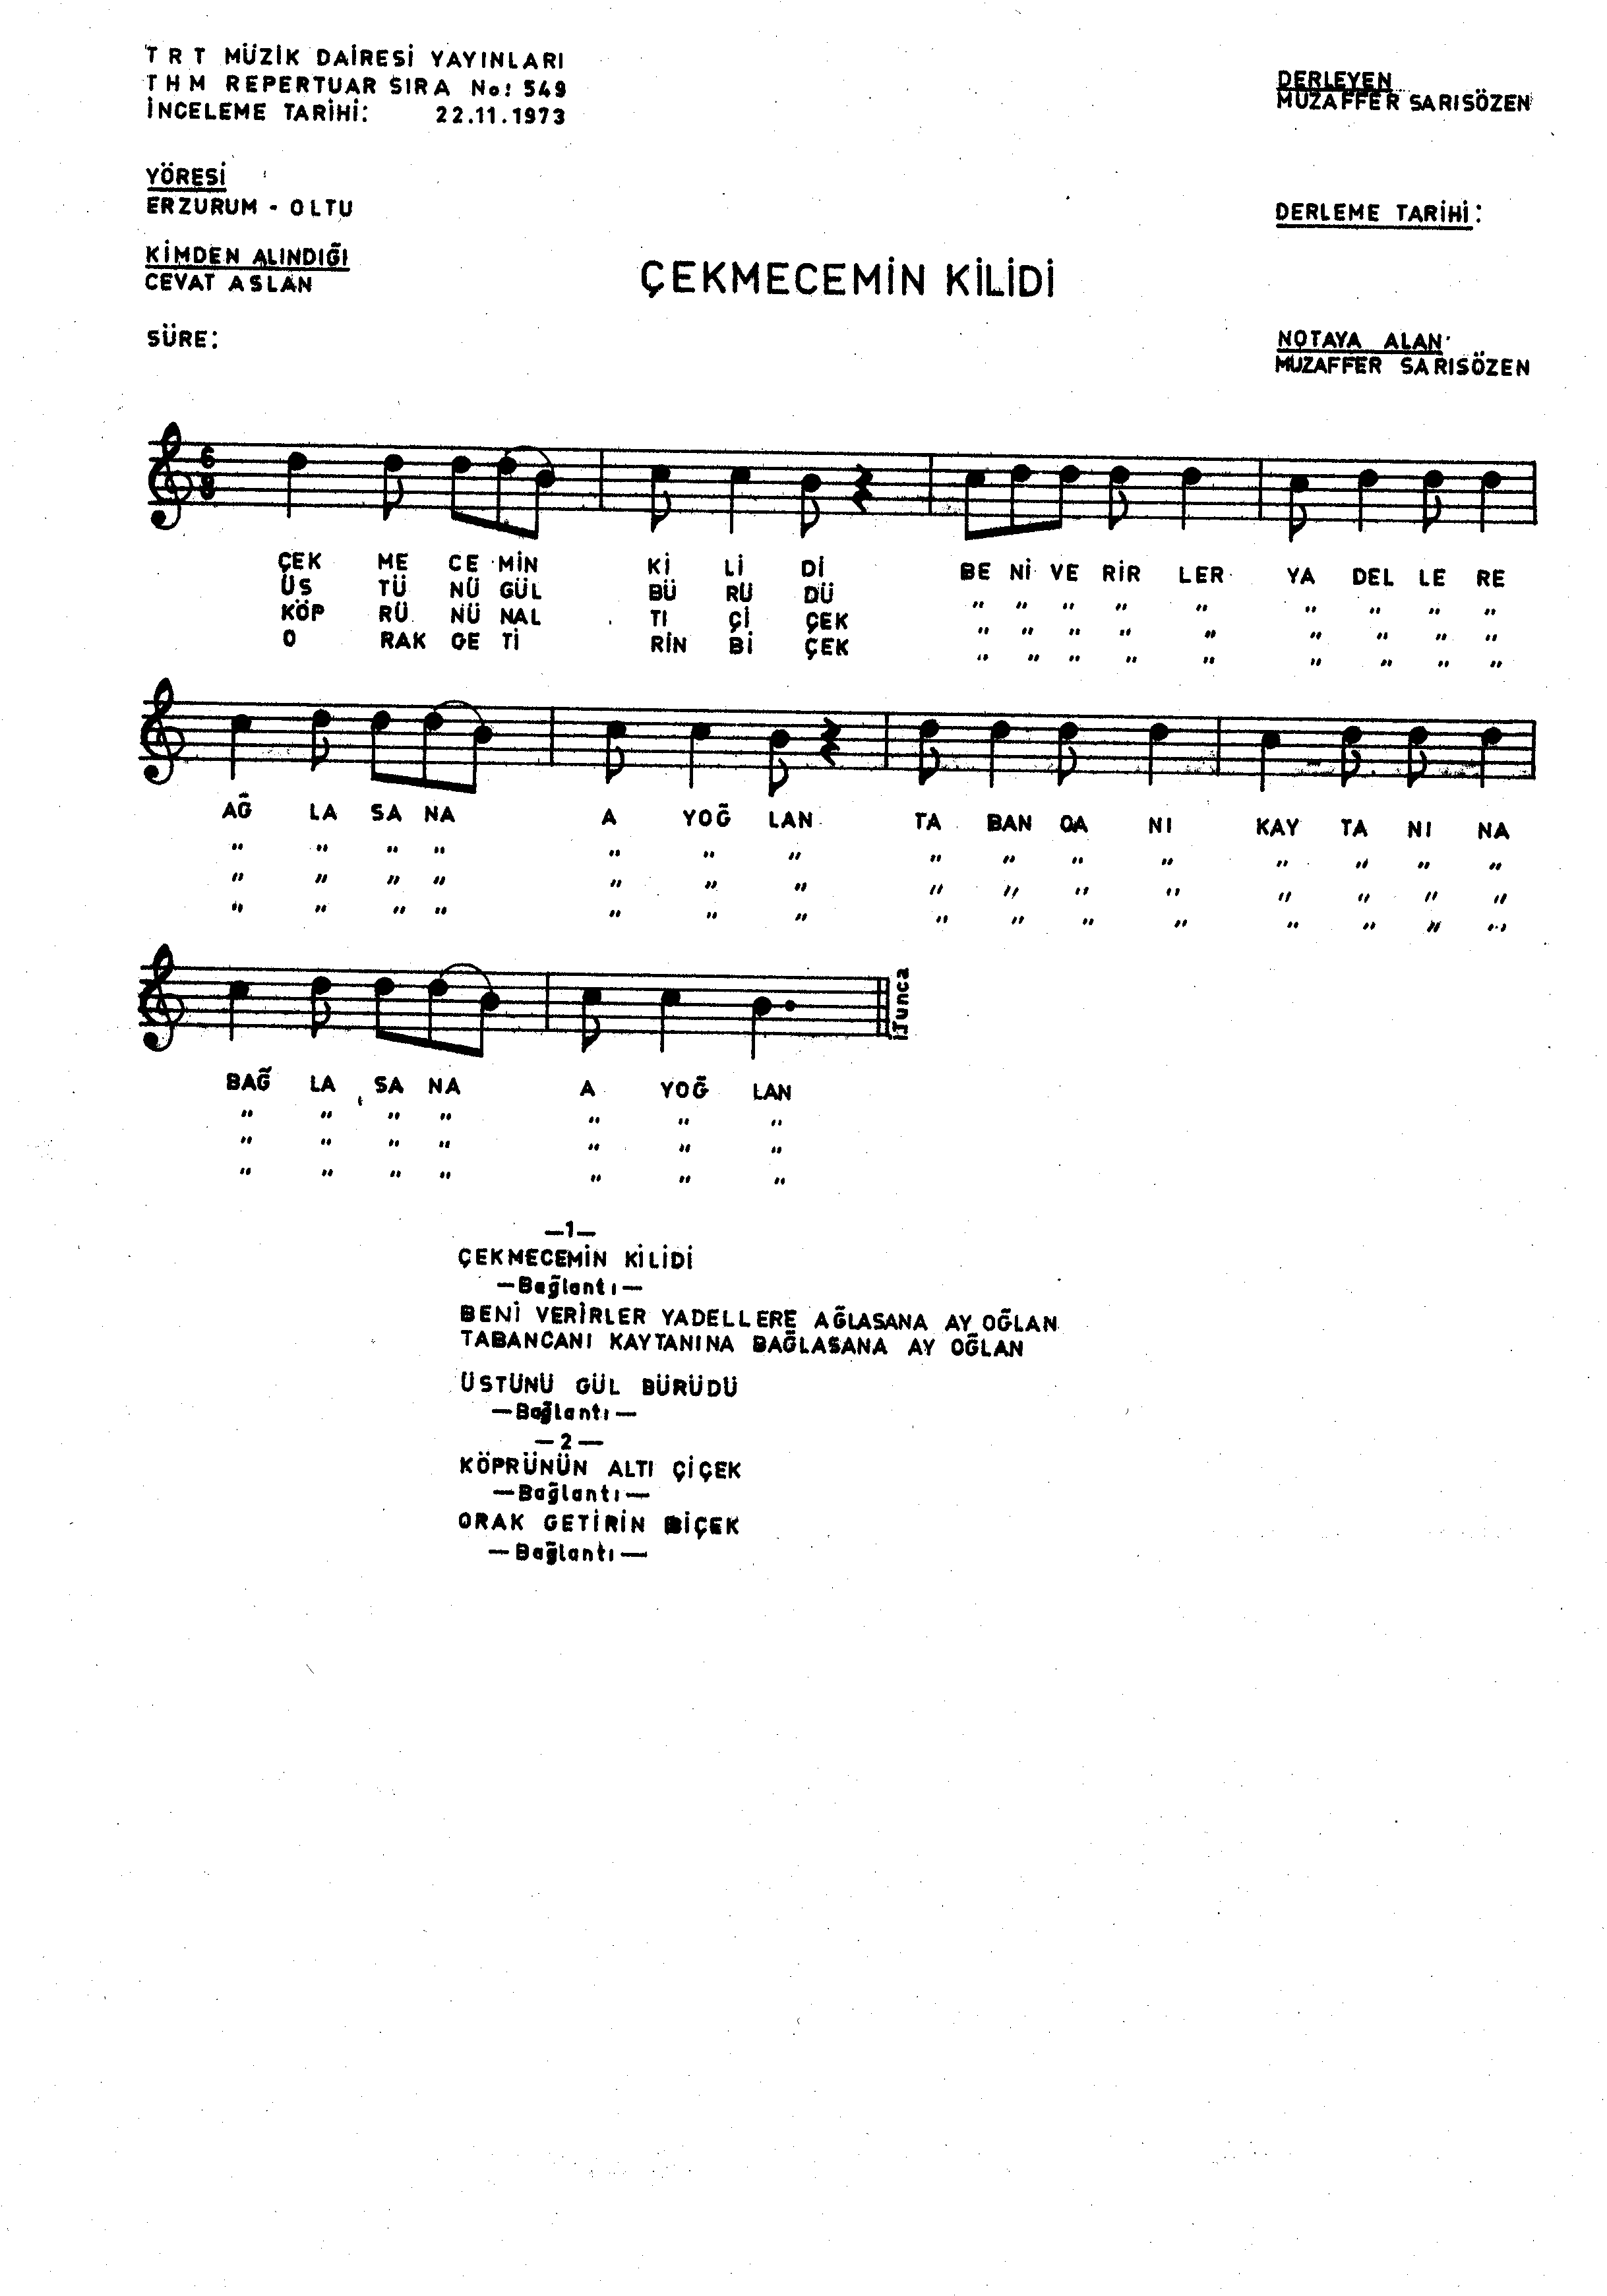 TRT MÜZİK DAİRESİ YAYINLARI
THM REPERTUAR SIRA No: 549
İNCELEME TARİHİ: 22.11.1973
DERLEYEN
MUZAFFER SARISÖZEN
YÖRESİ
ERZURUM - OLTU
DERLEME TARİHİ:
KİMDEN ALINDIĞI
CEVAT ASLAN
ÇEKMECEMİN KİLİDİ
SÜRE:
NOTAYA ALAN
MUZAFFER SARISÖZEN
6
8
ÇEK ME CE MİN Kİ Lİ Dİ BE Nİ VE RİR LER YA DEL LE RE
ÜS TÜ NÜ GÜL BÜ RÜ DÜ " " " " " " " " "
KÖP RÜ NÜ NAL TI Çİ ÇEK " " " " " " " " "
O RAK GE Tİ RİN Bİ ÇEK " " " " " " " " "
AĞ LA SA NA A YOĞ LAN TA BAN CA NI KAY TA NI NA
" " " " " " " " " " " " " " "
" " " " " " " " " " " " " " "
" " " " " " " " " " " " " " "
iTunca
BAĞ LA SA NA A YOĞ LAN
" " " " " " "
" " " " " " "
" " " " " " "
—1—
ÇEKMECEMİN KİLİDİ
—Bağlantı—
BENİ VERİRLER YADELLERE AĞLASANA AY OĞLAN
TABANCANI KAYTANINA BAĞLASANA AY OĞLAN
ÜSTÜNÜ GÜL BÜRÜDÜ
—Bağlantı—
—2—
KÖPRÜNÜN ALTI ÇİÇEK
—Bağlantı—
ORAK GETİRİN BİÇEK
—Bağlantı—